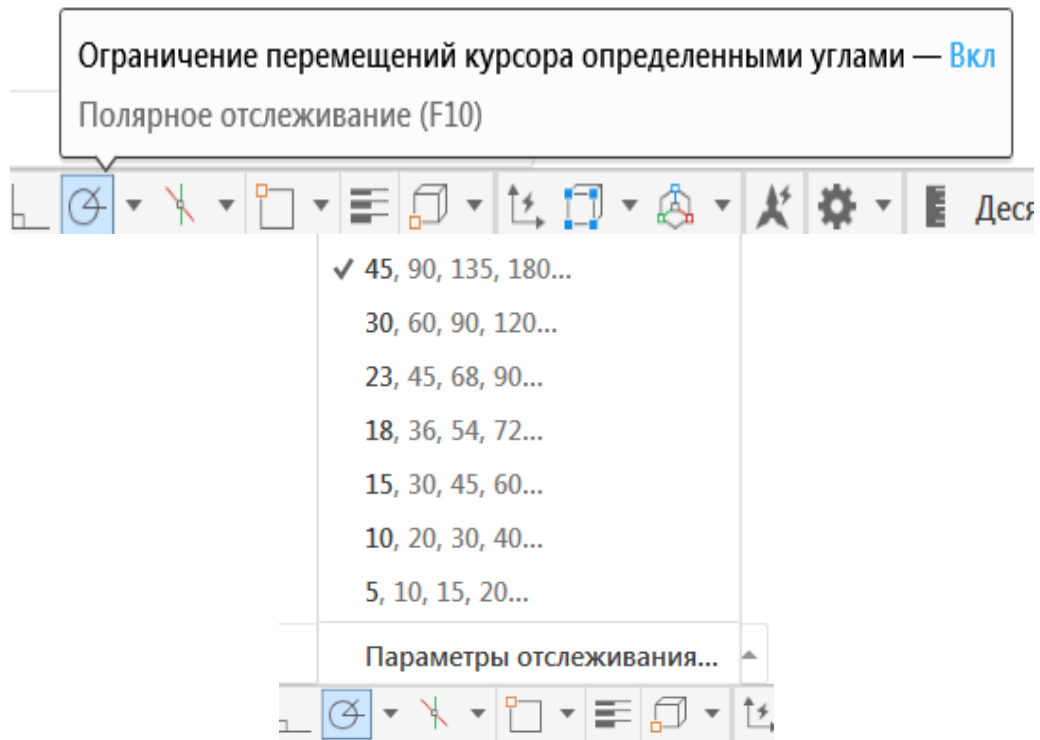 Ограничение перемещений курсора определенными углами — Вкл
Полярное отслеживание (F10)
Деся
45, 90, 135, 180...
30, 60, 90, 120...
23, 45, 68, 90...
18, 36, 54, 72...
15, 30, 45, 60...
10, 20, 30, 40...
5, 10, 15, 20...
Параметры отслеживания...